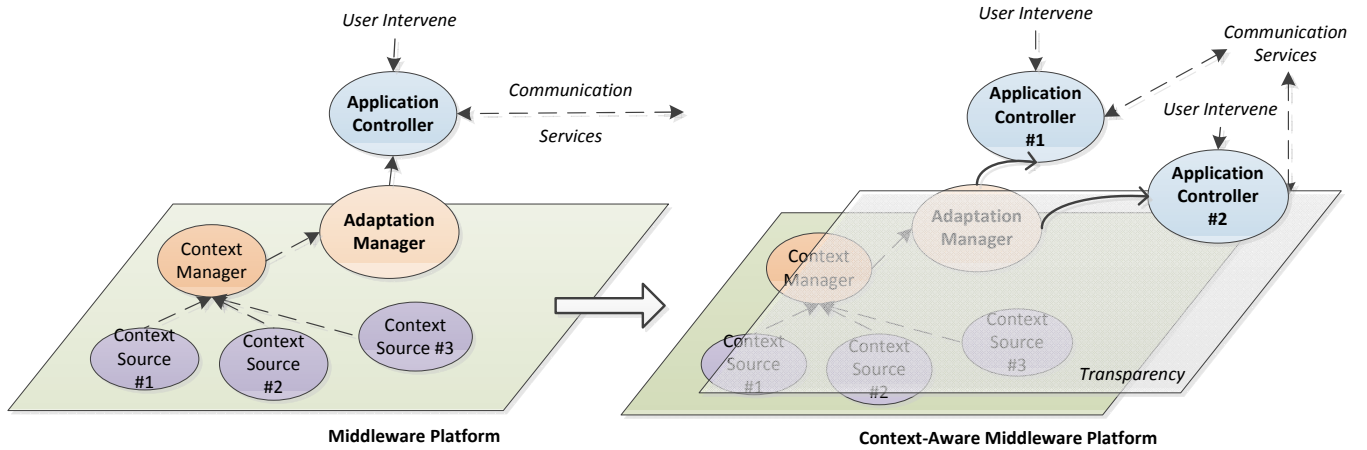 User Intervene
Application
Controller
Communication
Services
Adaptation
Manager
Context
Manager
Context
Source
#1
Context
Source
#2
Context
Source #3
Middleware Platform
User Intervene
Communication
Services
Application
Controller
#1
User Intervene
Application
Controller
#2
Adaptation
Manager
Context
Manager
Context
Source
#1
Context
Source
#2
Context
Source
#3
Transparency
Context-Aware Middleware Platform